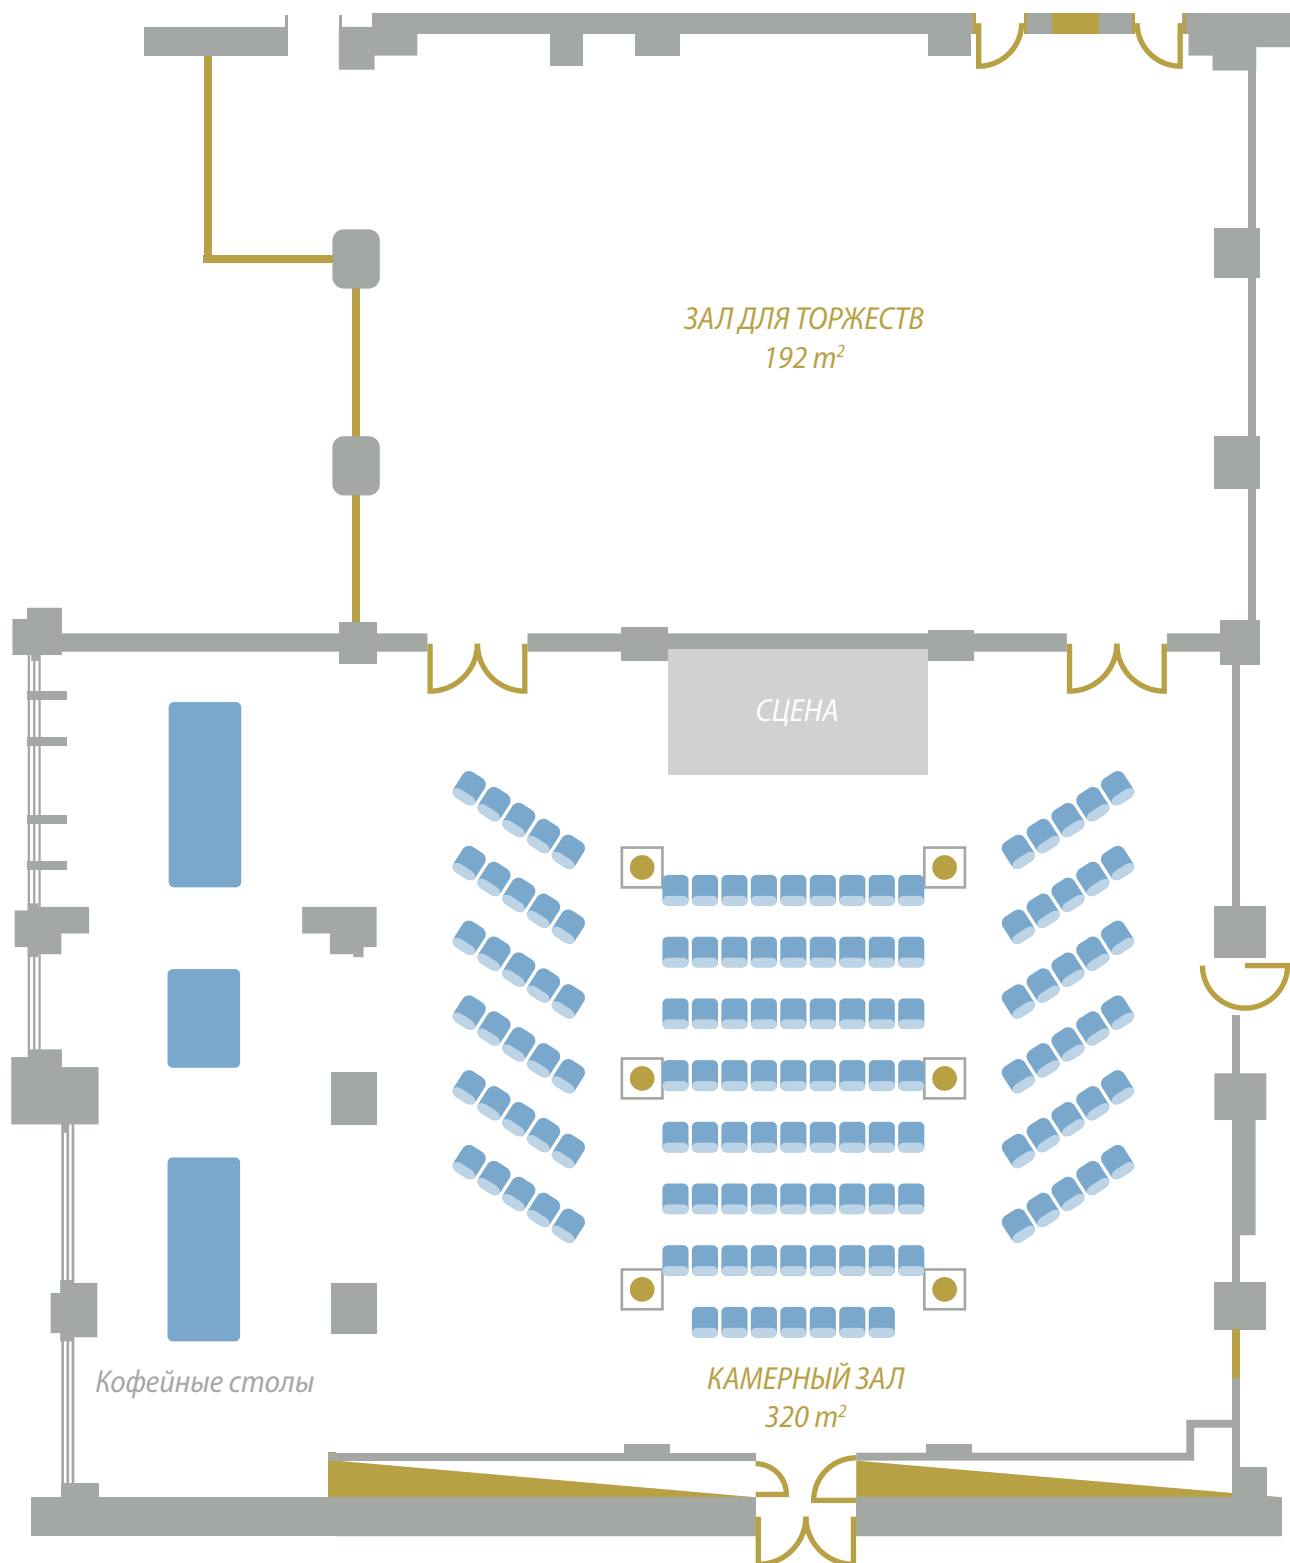 ЗАЛ ДЛЯ ТОРЖЕСТВ
192 m²
СЦЕНА
Кофейные столы
КАМЕРНЫЙ ЗАЛ
320 m²